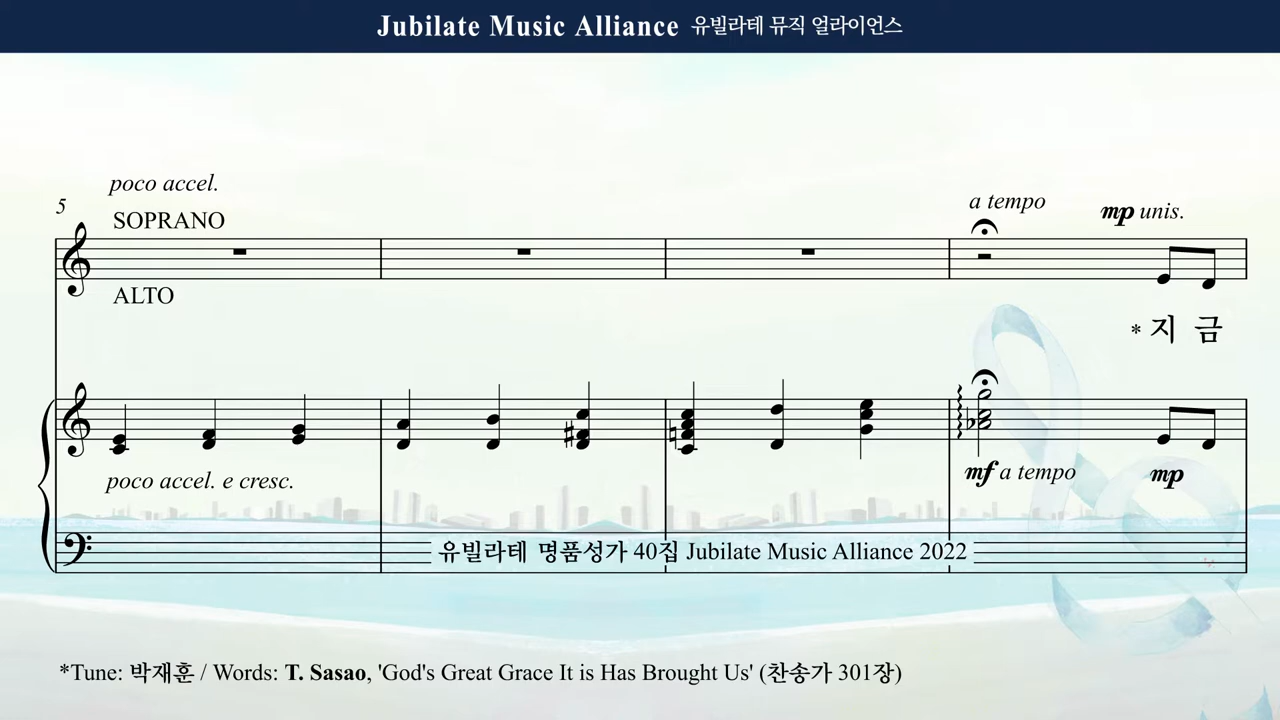 Jubilate Music Alliance 유빌라테 뮤직 얼라이언스
poco accel.
5
SOPRANO
a tempo
mp unis.
ALTO
* 지 금
poco accel. e cresc.
mf a tempo
mp
유빌라테 명품성가 40집 Jubilate Music Alliance 2022
*Tune: 박재훈 / Words: T. Sasao, 'God's Great Grace It is Has Brought Us' (찬송가 301장)